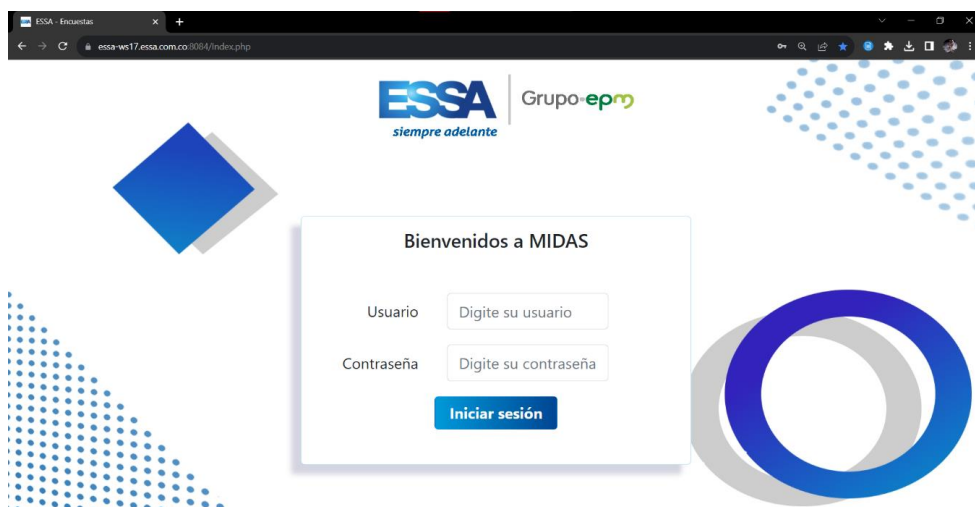 ESSA - Encuestas
essa-ws17.essa.com.co:8084/Index.php
ESSA Grupo·epm
siempre adelante
Bienvenidos a MIDAS
Usuario Digite su usuario
Contraseña Digite su contraseña
Iniciar sesión